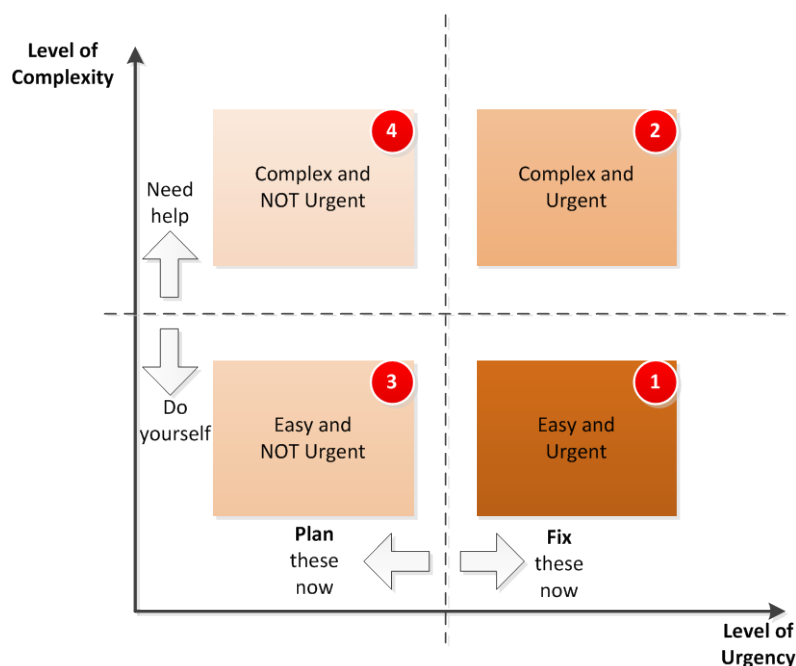 Level of
Complexity
4
Complex and
NOT Urgent
2
Complex and
Urgent
Need
help
Do
yourself
3
Easy and
NOT Urgent
1
Easy and
Urgent
Plan
these
now
Fix
these
now
Level of
Urgency